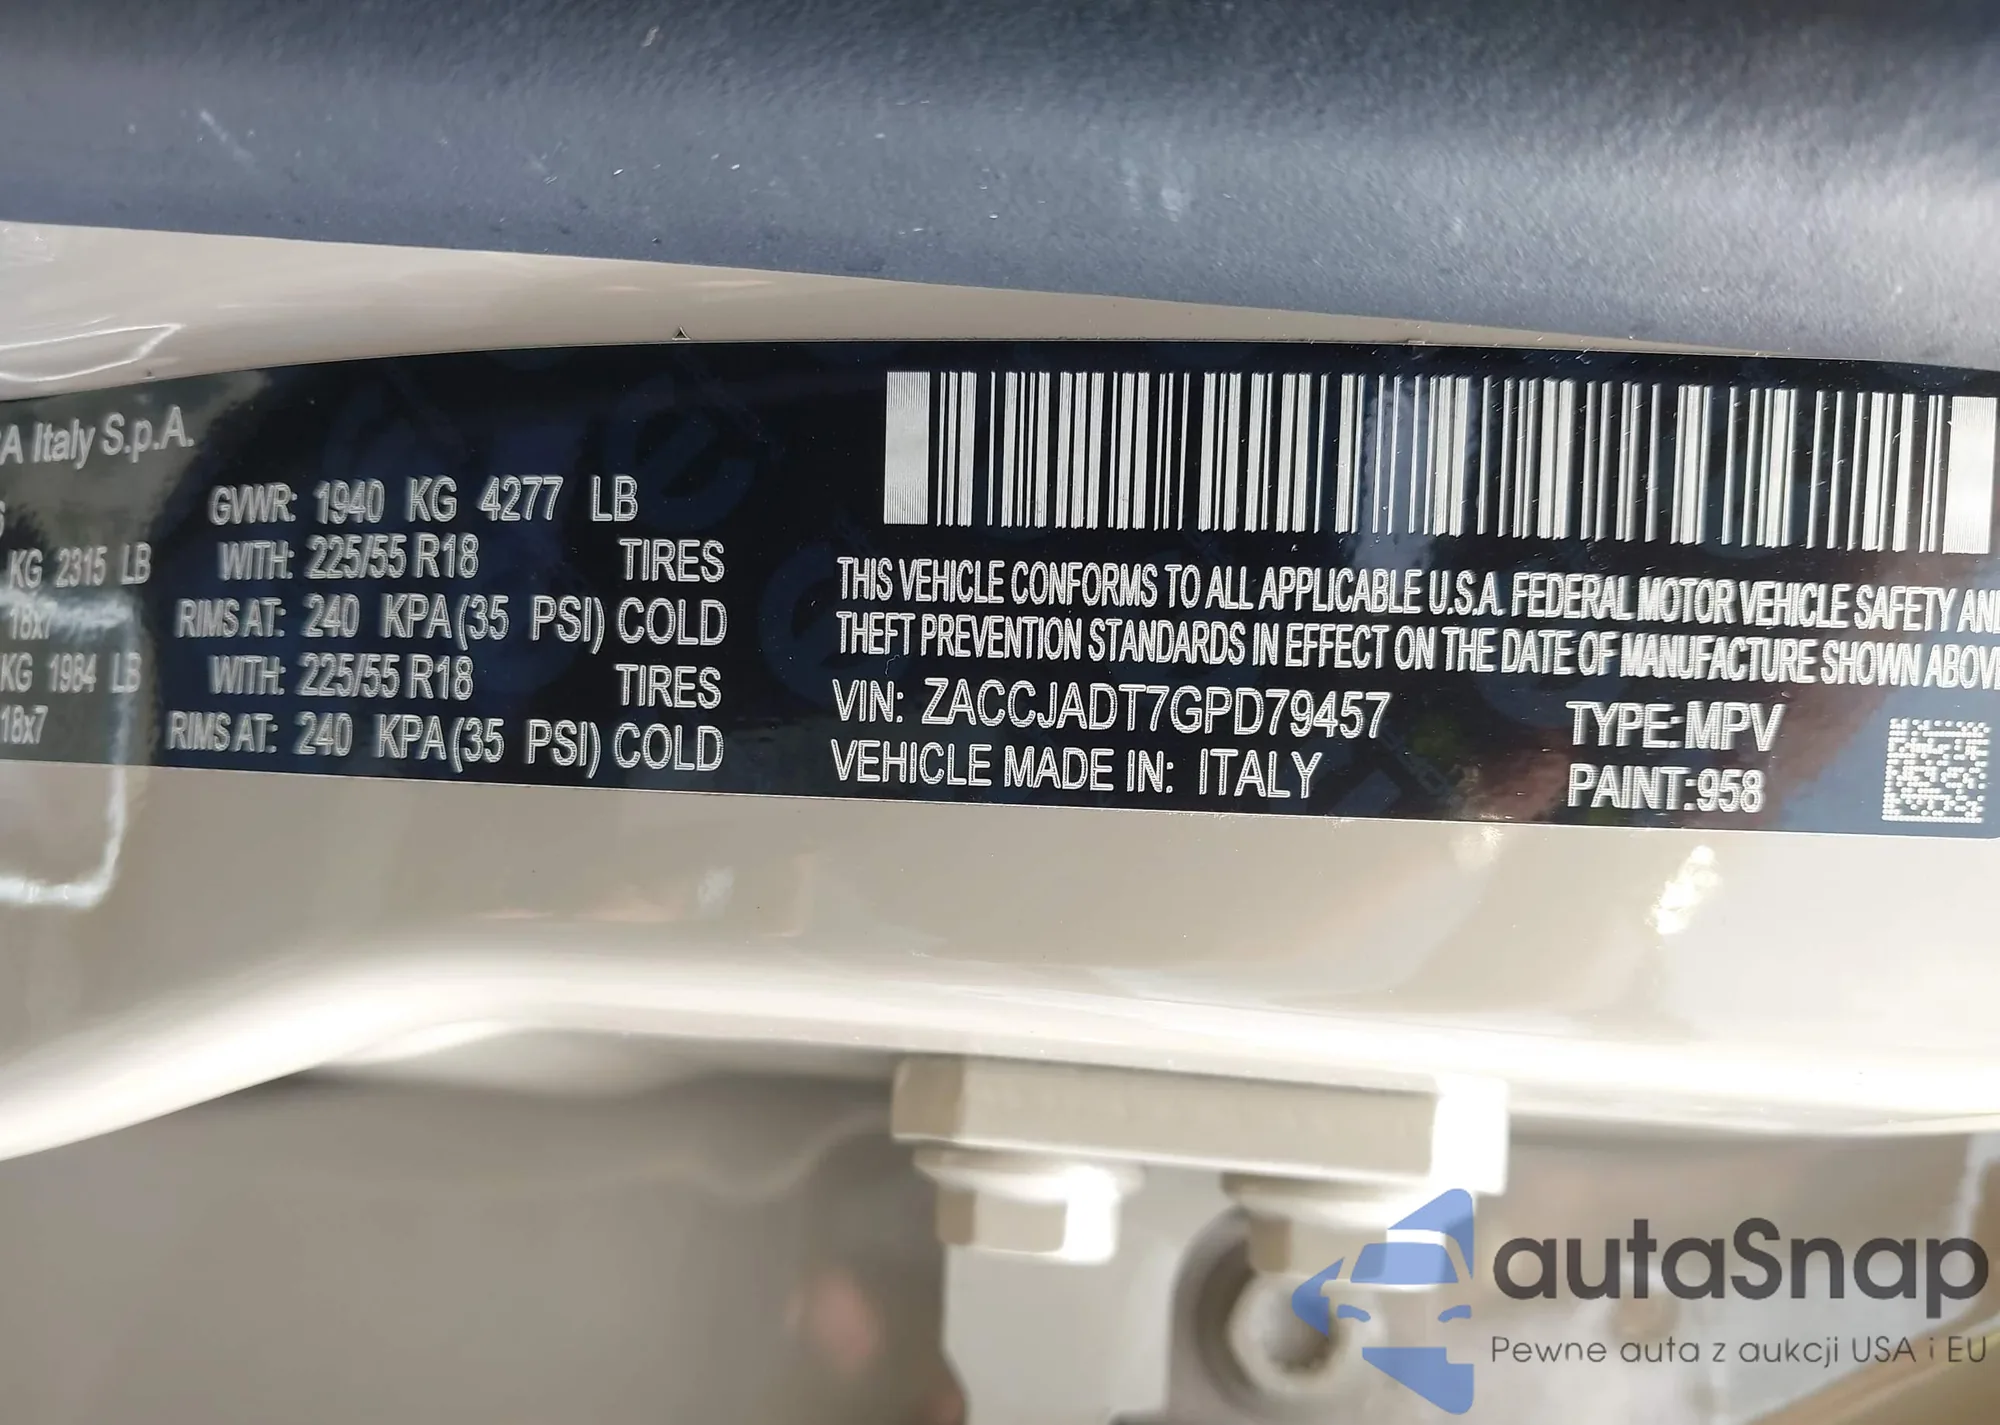 A Italy S.p.A.
GVWR: 1940 KG 4277 LB
KG 2315 LB WITH: 225/55 R18 TIRES
18x7 RIMS AT: 240 KPA(35 PSI) COLD
KG 1984 LB WITH: 225/55 R18 TIRES
18x7 RIMS AT: 240 KPA(35 PSI) COLD
THIS VEHICLE CONFORMS TO ALL APPLICABLE U.S.A. FEDERAL MOTOR VEHICLE SAFETY AND
THEFT PREVENTION STANDARDS IN EFFECT ON THE DATE OF MANUFACTURE SHOWN ABOVE
VIN: ZACCJADT7GPD79457 TYPE: MPV
VEHICLE MADE IN: ITALY PAINT:958
autaSnap
Pewne auta z aukcji USA i EU